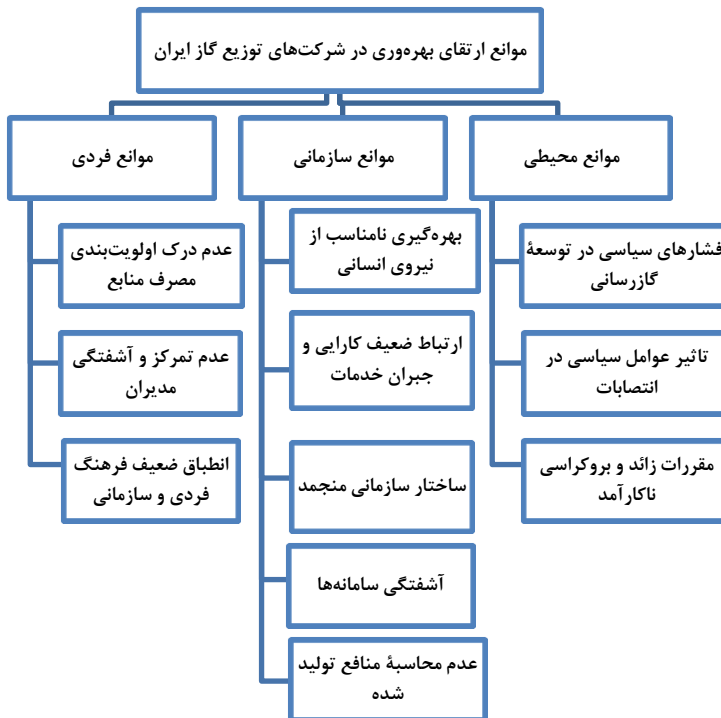 موانع ارتقای بهره‌وری در شرکت‌های توزیع گاز ایران
موانع محیطی
فشارهای سیاسی در توسعۀ
گازرسانی
تاثیر عوامل سیاسی در
انتصابات
مقررات زائد و بروکراسی
ناکارآمد
موانع سازمانی
بهره‌گیری نامناسب از
نیروی انسانی
ارتباط ضعیف کارایی و
جبران خدمات
ساختار سازمانی منجمد
آشفتگی سامانه‌ها
عدم محاسبۀ منافع تولید
شده
موانع فردی
عدم درک اولویت‌بندی
مصرف منابع
عدم تمرکز و آشفتگی
مدیران
انطباق ضعیف فرهنگ
فردی و سازمانی